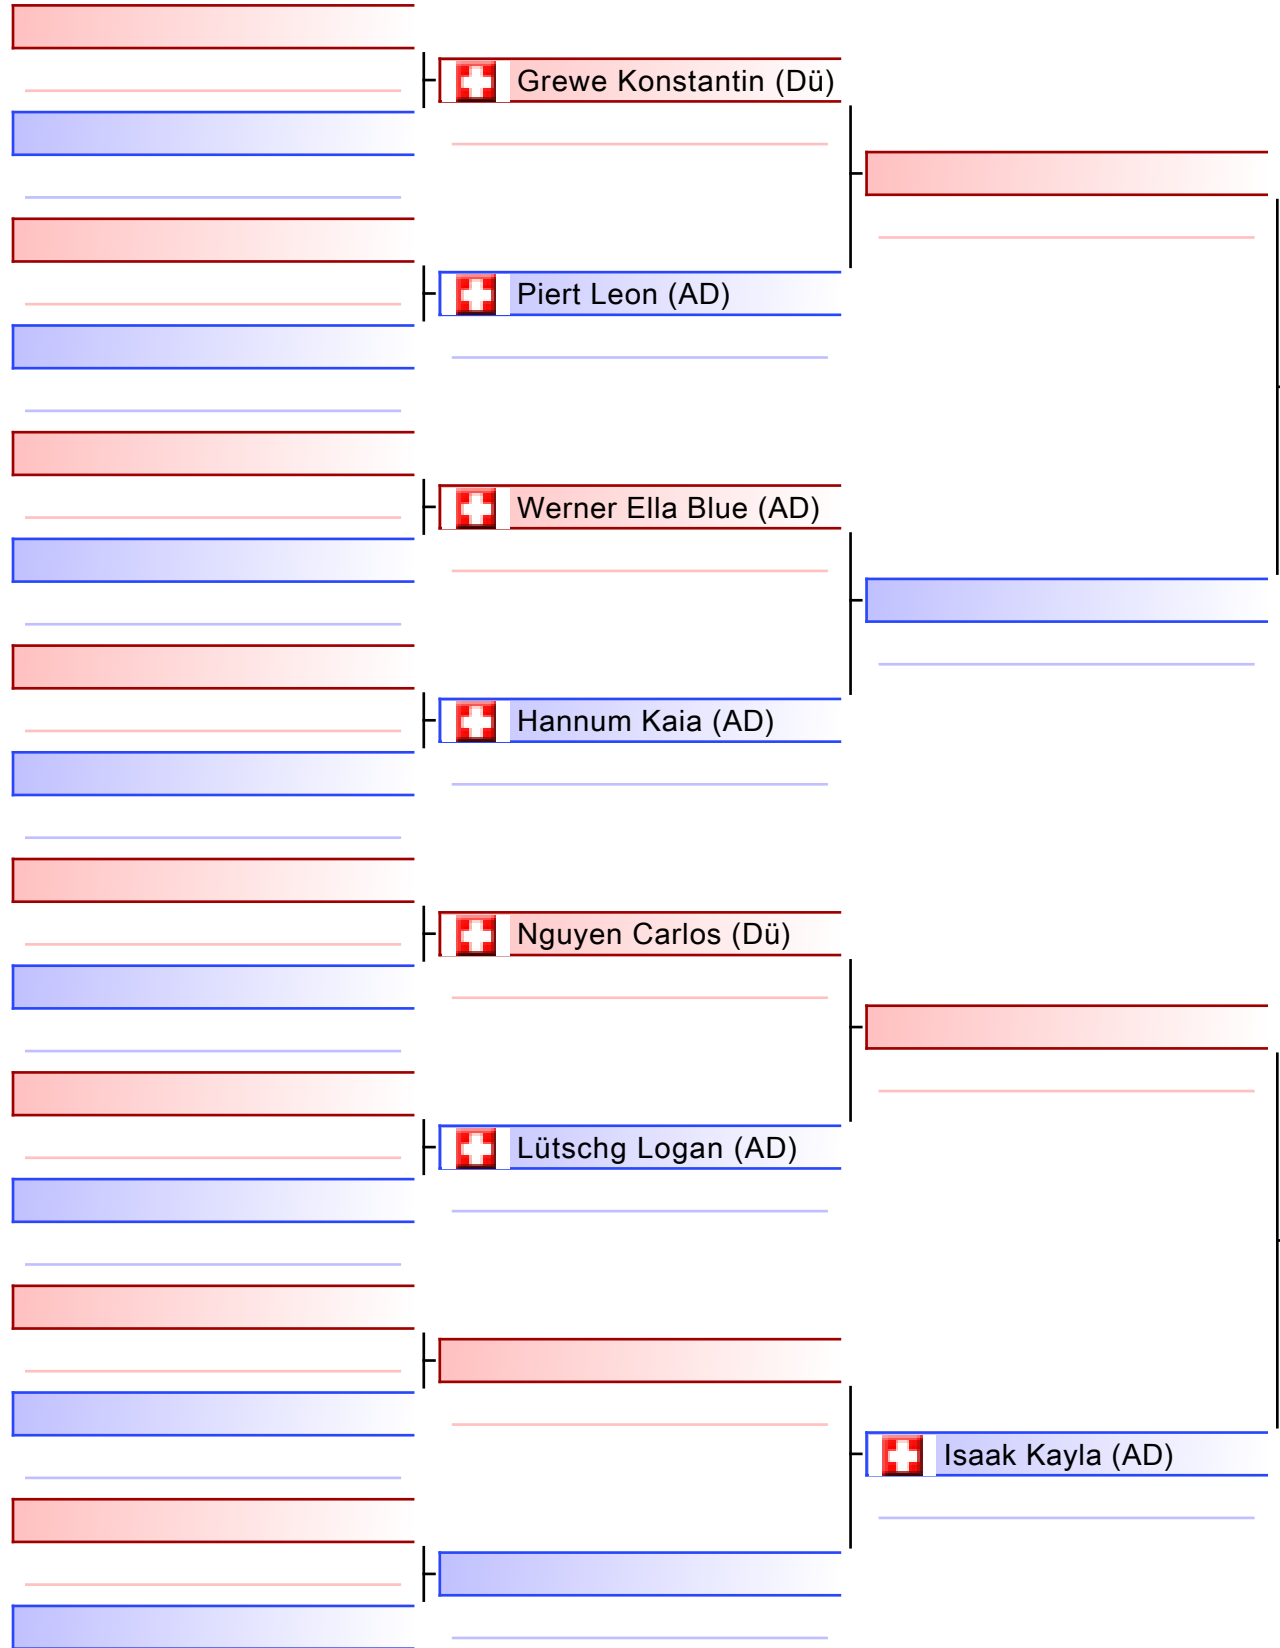 Grewe Konstantin (Dü)
Piert Leon (AD)
Werner Ella Blue (AD)
Hannum Kaia (AD)
Nguyen Carlos (Dü)
Lütschg Logan (AD)
Isaak Kayla (AD)